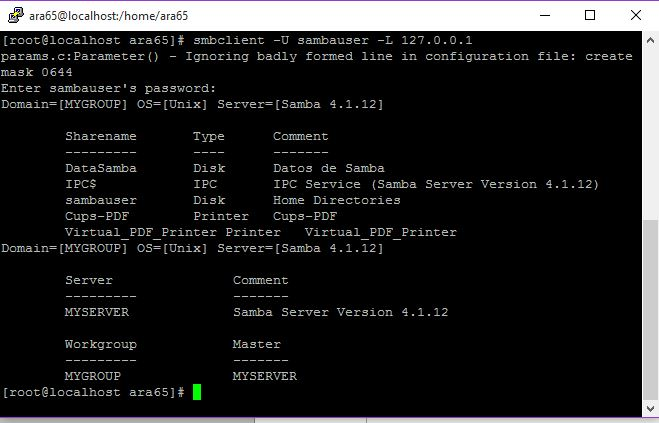 ara65@localhost:/home/ara65
[root@localhost ara65]# smbclient -U sambauser -L 127.0.0.1
params.c:Parameter() - Ignoring badly formed line in configuration file: create
mask 0644
Enter sambauser's password:
Domain=[MYGROUP] OS=[Unix] Server=[Samba 4.1.12]
Sharename Type Comment
--------- ---- -------
DataSamba Disk Datos de Samba
IPC$ IPC IPC Service (Samba Server Version 4.1.12)
sambauser Disk Home Directories
Cups-PDF Printer Cups-PDF
Virtual_PDF_Printer Printer Virtual_PDF_Printer
Domain=[MYGROUP] OS=[Unix] Server=[Samba 4.1.12]
Server Comment
--------- -------
MYSERVER Samba Server Version 4.1.12
Workgroup Master
--------- -------
MYGROUP MYSERVER
[root@localhost ara65]#